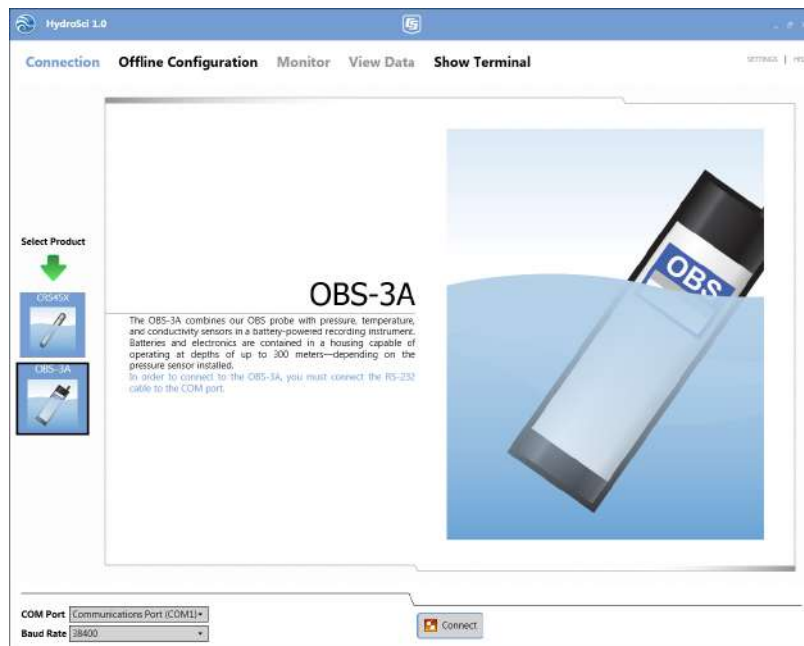 HydroSci 1.0
Connection Offline Configuration Monitor View Data Show Terminal
SETTINGS |
Select Product
OBS-3A
OBS
OBS-3A
The OBS-3A combines our OBS probe with pressure, temperature,
and conductivity sensors in a battery-powered recording instrument.
Batteries and electronics are contained in a housing capable of
operating at depths of up to 300 meters—depending on the
pressure sensor installed.
In order to connect to the OBS-3A, you must connect the RS-232
cable to the COM port.
COM Port Communications Port (COM1)
Baud Rate 38400
Connect